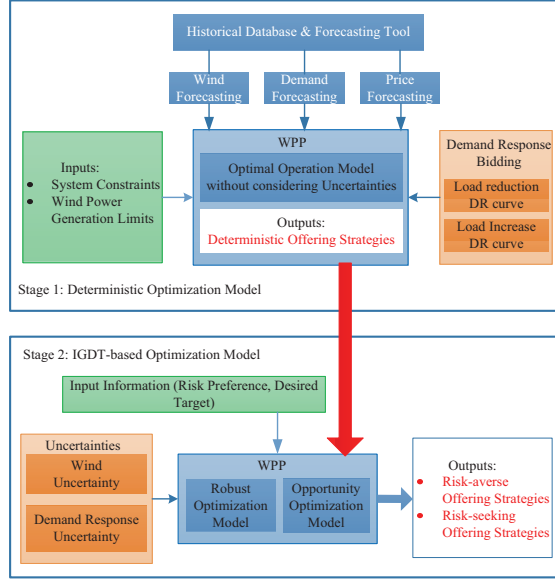 Historical Database & Forecasting Tool
Wind
Forecasting
Demand
Forecasting
Price
Forecasting
Inputs:
• System Constraints
• Wind Power
Generation Limits
WPP
Optimal Operation Model
without considering Uncertainties
Outputs:
Deterministic Offering Strategies
Demand Response
Bidding
Load reduction
DR curve
Load Increase
DR curve
Stage 1: Deterministic Optimization Model
Stage 2: IGDT-based Optimization Model
Input Information (Risk Preference, Desired
Target)
Uncertainties
Wind
Uncertainty
Demand Response
Uncertainty
WPP
Robust
Optimization
Model
Opportunity
Optimization
Model
Outputs:
• Risk-averse
Offering Strategies
• Risk-seeking
Offering Strategies